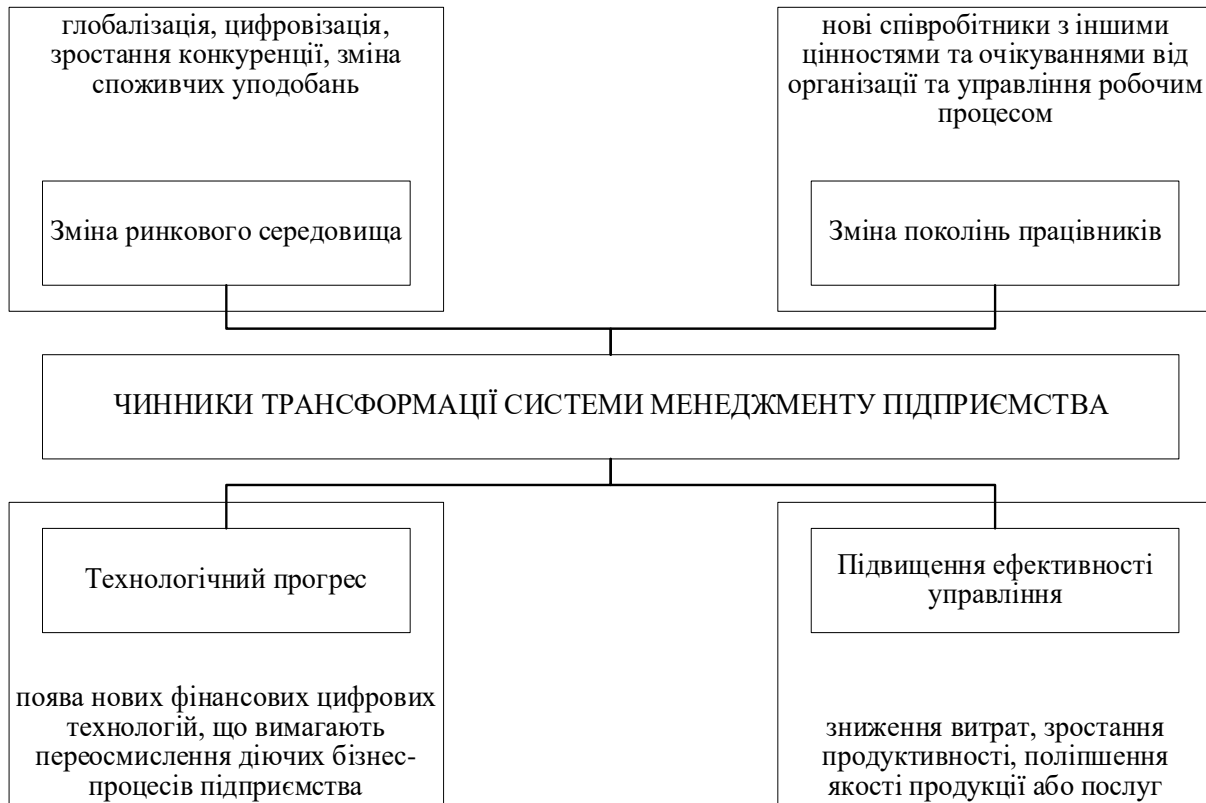 глобалізація, цифровізація,
зростання конкуренції, зміна
споживчих уподобань
Зміна ринкового середовища
нові співробітники з іншими
цінностями та очікуваннями від
організації та управління робочим
процесом
Зміна поколінь працівників
ЧИННИКИ ТРАНСФОРМАЦІЇ СИСТЕМИ МЕНЕДЖМЕНТУ ПІДПРИЄМСТВА
Технологічний прогрес
поява нових фінансових цифрових
технологій, що вимагають
переосмислення діючих бізнес-
процесів підприємства
Підвищення ефективності
управління
зниження витрат, зростання
продуктивності, поліпшення
якості продукції або послуг